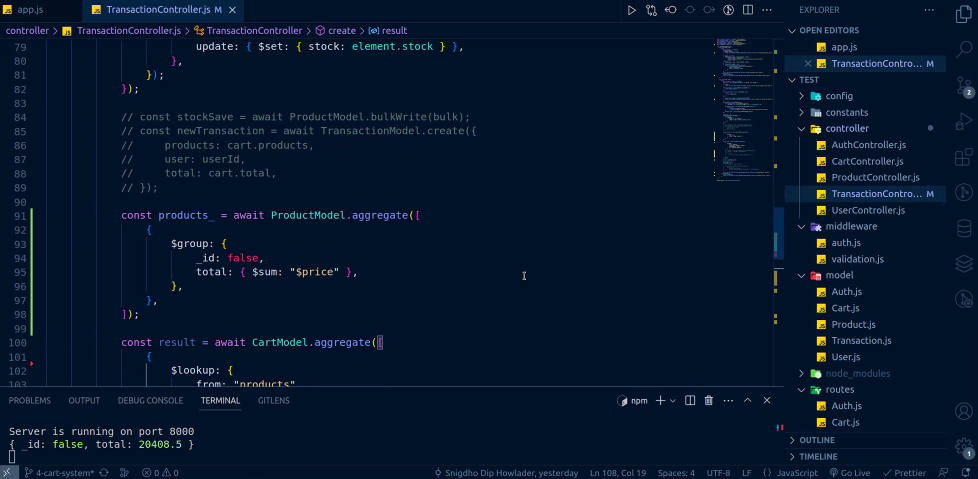 app.js
TransactionController.js M
controller > TransactionController.js > TransactionController > create > result
79 update: { $set: { stock: element.stock } },
80 },
81 });
82 });
83
84 // const stockSave = await ProductModel.bulkWrite(bulk);
85 // const newTransaction = await TransactionModel.create({
86 // products: cart.products,
87 // user: userId,
88 // total: cart.total,
89 // });
90
91 const products_ = await ProductModel.aggregate([
92 {
93 $group: {
94 _id: false,
95 total: { $sum: "$price" },
96 },
97 },
98 ]);
99
100 const result = await CartModel.aggregate([
101 {
102 $lookup: {
103 from: "products"
PROBLEMS OUTPUT DEBUG CONSOLE TERMINAL GITLENS
npm
Server is running on port 8000
{ _id: false, total: 20408.5 }
EXPLORER
OPEN EDITORS
app.js
TransactionContro... M
TEST
config
constants
controller
AuthController.js
CartController.js
ProductController.js
TransactionContro... M
UserController.js
middleware
auth.js
validation.js
model
Auth.js
Cart.js
Product.js
Transaction.js
User.js
node_modules
routes
Auth.js
Cart.js
OUTLINE
TIMELINE
2
1
4-cart-system* 0 0 Snigdho Dip Howlader, yesterday Ln 108, Col 19 Spaces: 4 UTF-8 LF {} JavaScript Go Live Prettier